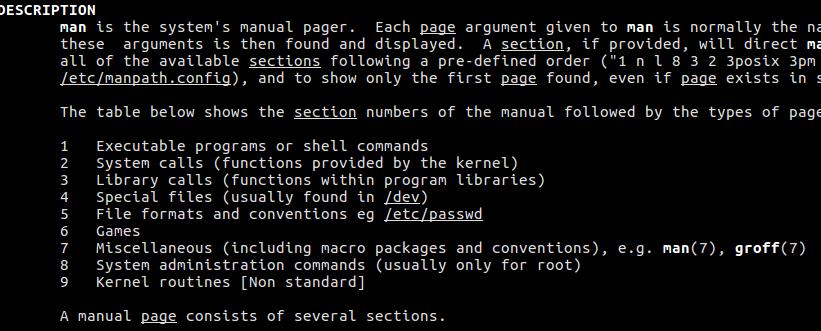 DESCRIPTION
man is the system's manual pager. Each page argument given to man is normally the
these arguments is then found and displayed. A section, if provided, will direct
all of the available sections following a pre-defined order ("1 n l 8 3 2 3posix 3pm
/etc/manpath.config), and to show only the first page found, even if page exists in
The table below shows the section numbers of the manual followed by the types of
1 Executable programs or shell commands
2 System calls (functions provided by the kernel)
3 Library calls (functions within program libraries)
4 Special files (usually found in /dev)
5 File formats and conventions eg /etc/passwd
6 Games
7 Miscellaneous (including macro packages and conventions), e.g. man(7), groff(7)
8 System administration commands (usually only for root)
9 Kernel routines [Non standard]
A manual page consists of several sections.